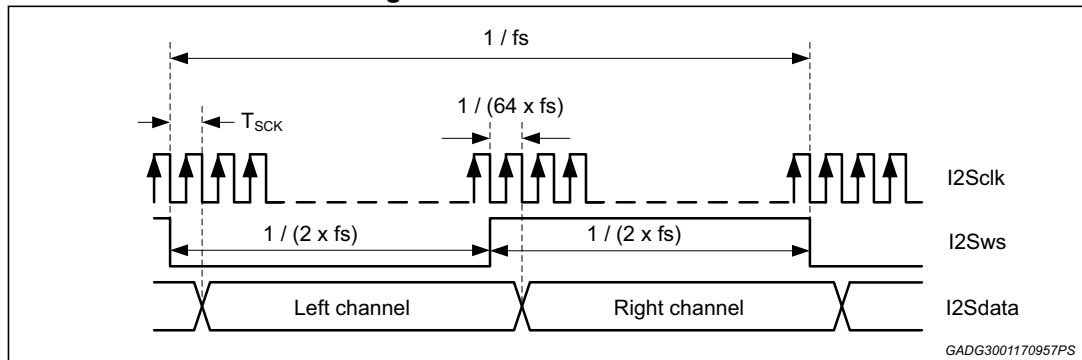 1 / fs
1 / (64 x fs)
TSCK
I2Sclk
1 / (2 x fs)
1 / (2 x fs)
I2Sws
Left channel
Right channel
I2Sdata
GADG3001170957PS